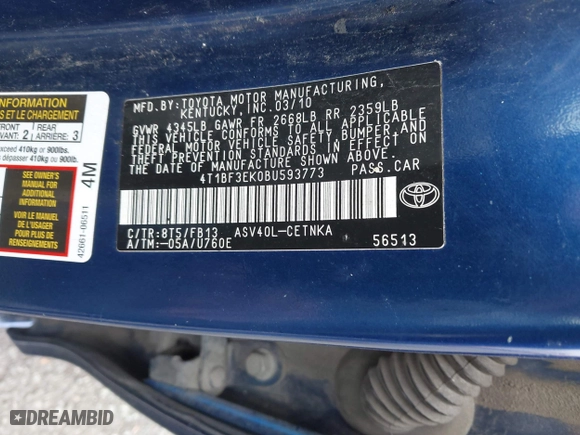 INFORMATION
S ET LE CHARGEMENT
FRONT
AVANT: 2
REAR
ARRIÈRE: 3
exceed 410kg or 900lbs.
dépasser 410kg ou 900lb.
SEE OWNER'S
MANUAL FOR
ADDITIONAL
INFORMATION
VOIR LE MANUEL
DE L'USAGER
POUR PLUS DE
RENSEIGNEMENTS
4M
42661-06511
MFD.BY:TOYOTA MOTOR MANUFACTURING,
KENTUCKY, INC.03/10
GVWR 4345LB GAWR FR 2668LB RR 2359LB
THIS VEHICLE CONFORMS TO ALL APPLICABLE
FEDERAL MOTOR VEHICLE SAFETY, BUMPER, AND
THEFT PREVENTION STANDARDS IN EFFECT ON
THE DATE OF MANUFACTURE SHOWN ABOVE.
4T1BF3EK0BU593773 PASS.CAR
C/TR:8T5/FB13 ASV40L-CETNKA
A/TM:-05A/U760E 56513
DREAMBID